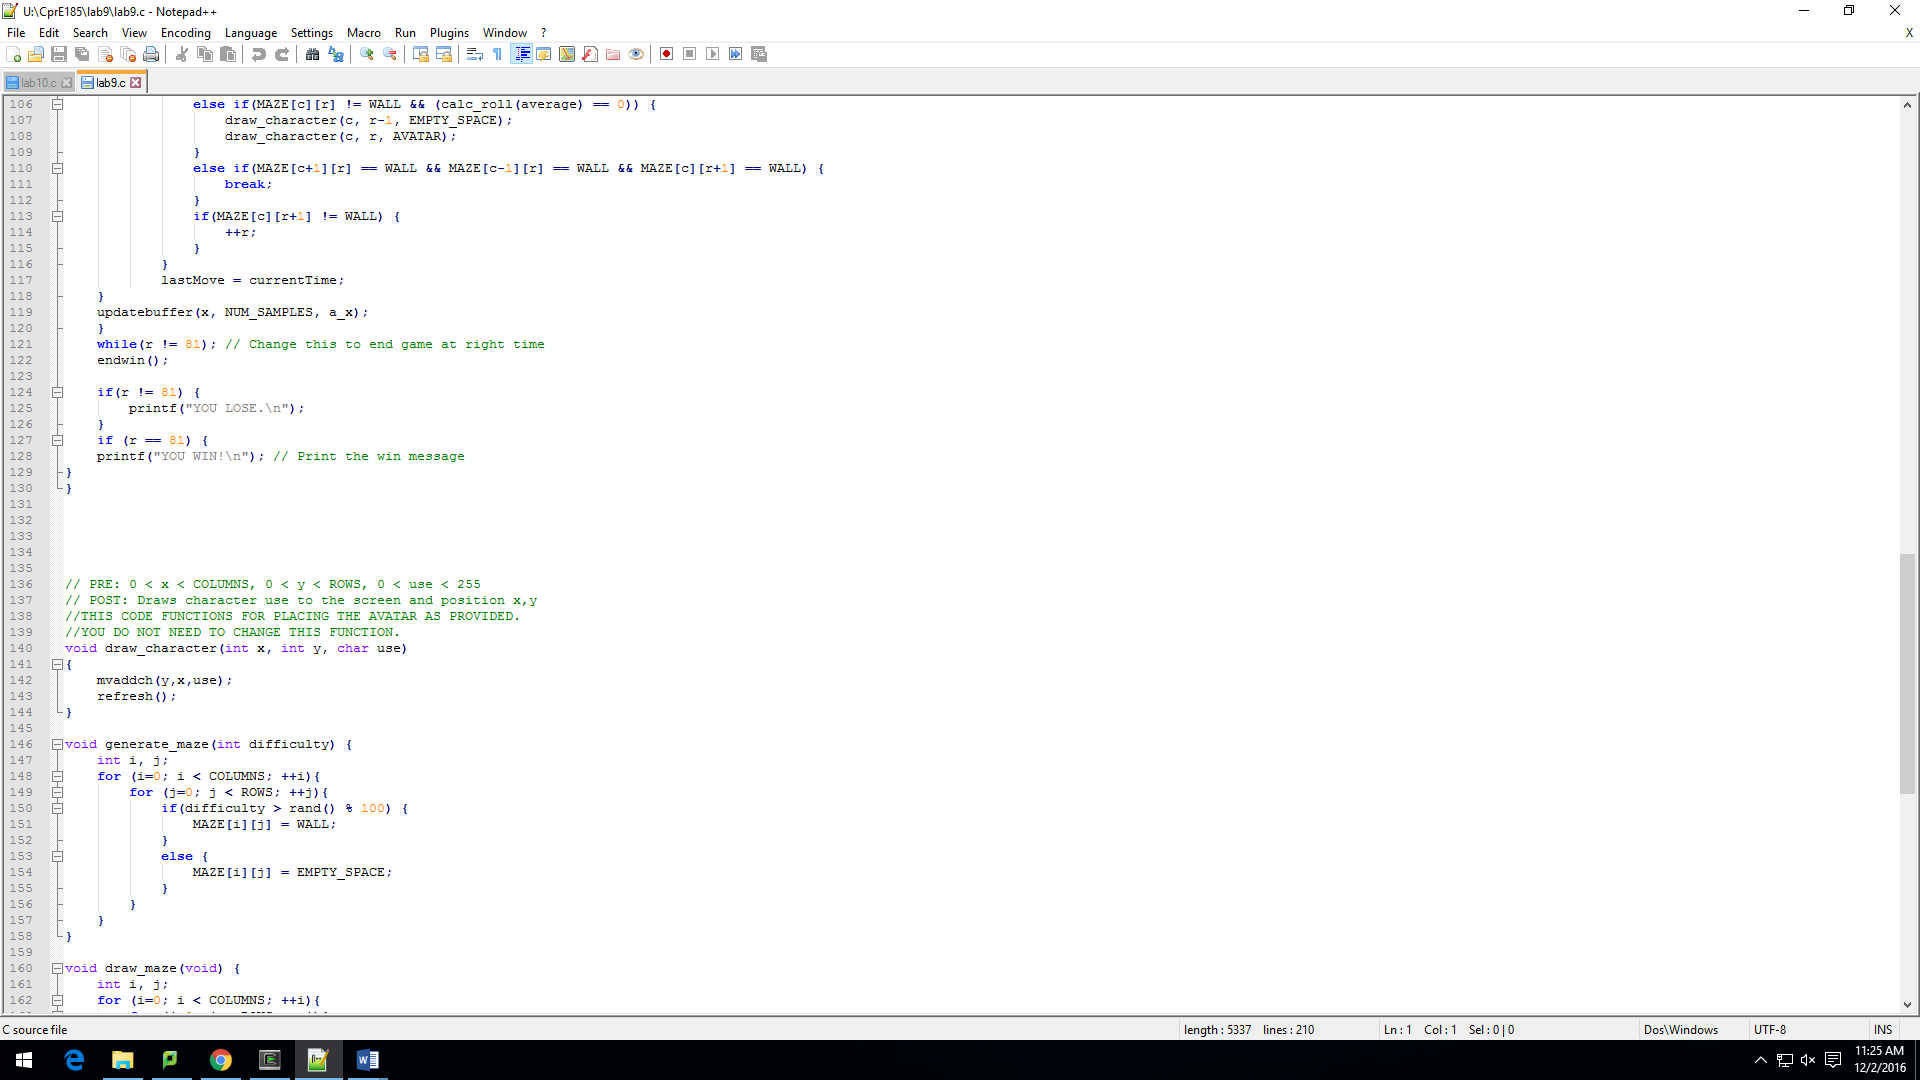 U:\CprE185\lab9\lab9.c - Notepad++
File Edit Search View Encoding Language Settings Macro Run Plugins Window ? X
lab10.c lab9.c
106 else if(MAZE[c][r] != WALL && (calc_roll(average) == 0)) {
107 draw_character(c, r-1, EMPTY_SPACE);
108 draw_character(c, r, AVATAR);
109 }
110 else if(MAZE[c+1][r] == WALL && MAZE[c-1][r] == WALL && MAZE[c][r+1] == WALL) {
111 break;
112 }
113 if(MAZE[c][r+1] != WALL) {
114 ++r;
115 }
116 }
117 lastMove = currentTime;
118 }
119 updatebuffer(x, NUM_SAMPLES, a_x);
120 }
121 while(r != 81); // Change this to end game at right time
122 endwin();
123
124 if(r != 81) {
125 printf("YOU LOSE.\n");
126 }
127 if (r == 81) {
128 printf("YOU WIN!\n"); // Print the win message
129 }
130 }
131
132
133
134
135
136 // PRE: 0 < x < COLUMNS, 0 < y < ROWS, 0 < use < 255
137 // POST: Draws character use to the screen and position x,y
138 //THIS CODE FUNCTIONS FOR PLACING THE AVATAR AS PROVIDED.
139 //YOU DO NOT NEED TO CHANGE THIS FUNCTION.
140 void draw_character(int x, int y, char use)
141 {
142 mvaddch(y,x,use);
143 refresh();
144 }
145
146 void generate_maze(int difficulty) {
147 int i, j;
148 for (i=0; i < COLUMNS; ++i){
149 for (j=0; j < ROWS; ++j){
150 if(difficulty > rand() % 100) {
151 MAZE[i][j] = WALL;
152 }
153 else {
154 MAZE[i][j] = EMPTY_SPACE;
155 }
156 }
157 }
158 }
159
160 void draw_maze(void) {
161 int i, j;
162 for (i=0; i < COLUMNS; ++i){
C source file length : 5337 lines : 210 Ln : 1 Col : 1 Sel : 0 | 0 Dos\Windows UTF-8 INS
11:25 AM
12/2/2016